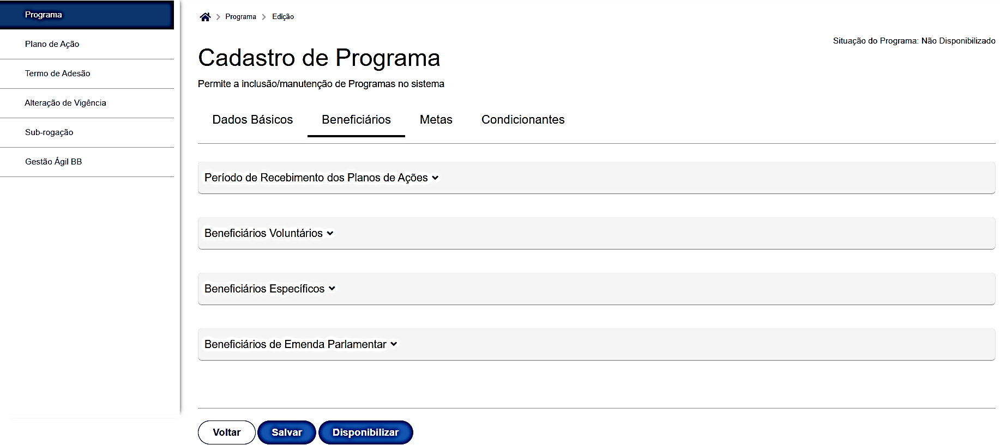 Programa
Plano de Ação
Termo de Adesão
Alteração de Vigência
Sub-rogação
Gestão Ágil BB
Programa Edição
Situação do Programa: Não Disponibilizado
Cadastro de Programa
Permite a inclusão/manutenção de Programas no sistema
Dados Básicos Beneficiários Metas Condicionantes
Período de Recebimento dos Planos de Ações
Beneficiários Voluntários
Beneficiários Específicos
Beneficiários de Emenda Parlamentar
Voltar Salvar Disponibilizar